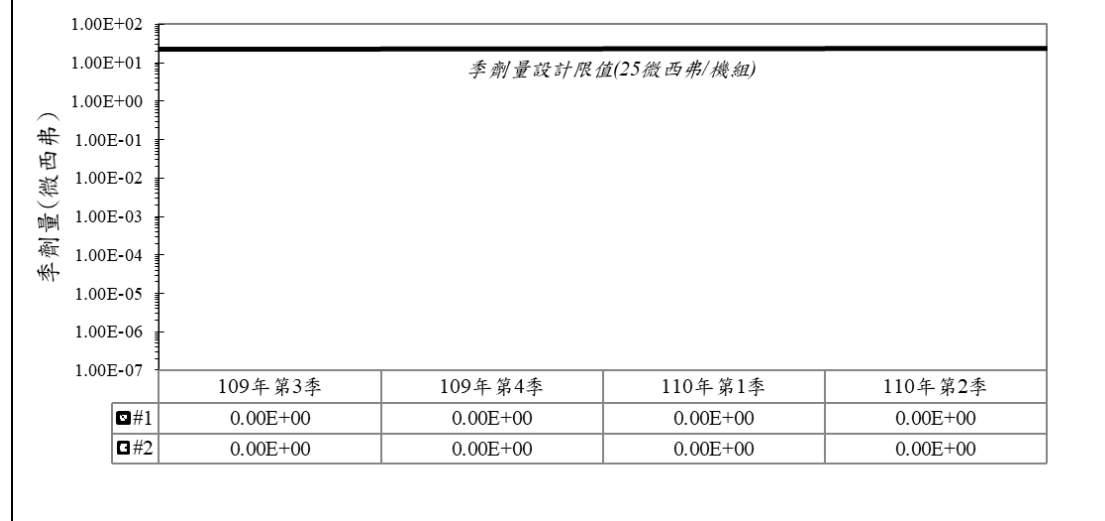 1.00E+02
1.00E+01
1.00E+00
1.00E-01
1.00E-02
1.00E-03
1.00E-04
1.00E-05
1.00E-06
1.00E-07
季劑量(微西弗)
季劑量設計限值(25微西弗/機組)
109年第3季 109年第4季 110年第1季 110年第2季
#1 0.00E+00 0.00E+00 0.00E+00 0.00E+00
#2 0.00E+00 0.00E+00 0.00E+00 0.00E+00